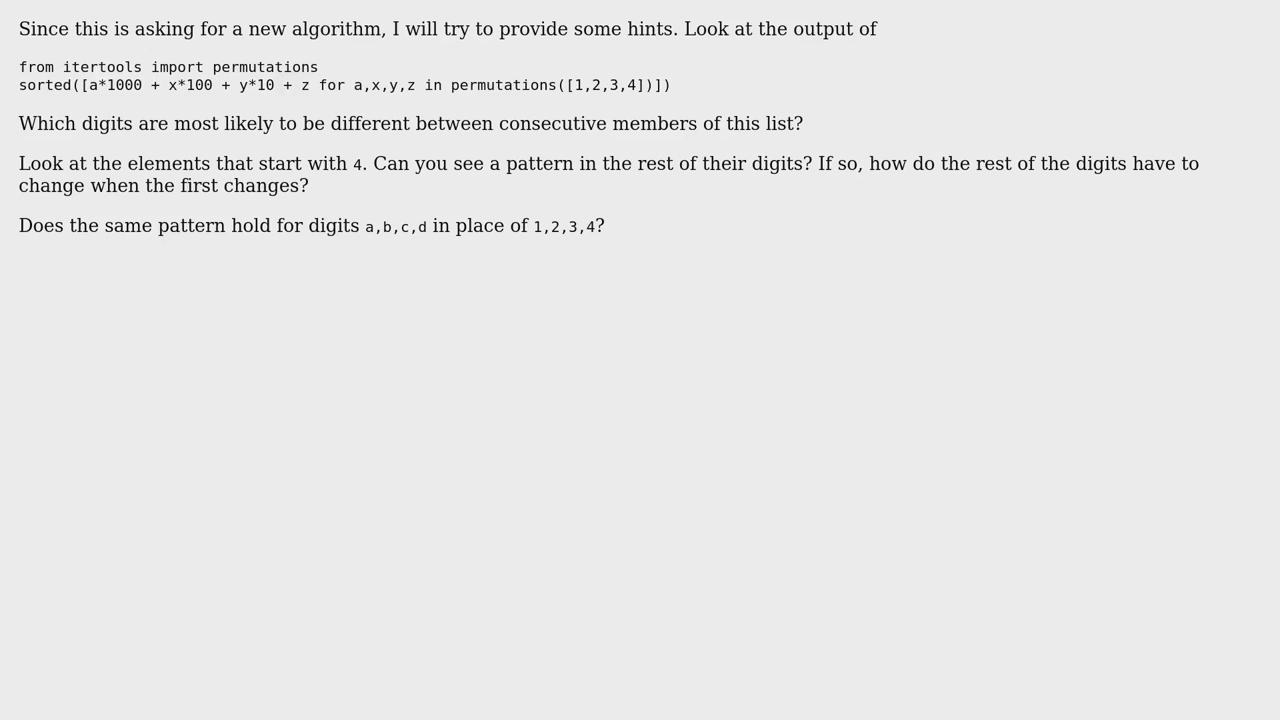 Since this is asking for a new algorithm, I will try to provide some hints. Look at the output of
from itertools import permutations
sorted([a*1000 + x*100 + y*10 + z for a,x,y,z in permutations([1,2,3,4])])
Which digits are most likely to be different between consecutive members of this list?
Look at the elements that start with 4. Can you see a pattern in the rest of their digits? If so, how do the rest of the digits have to
change when the first changes?
Does the same pattern hold for digits a,b,c,d in place of 1,2,3,4?